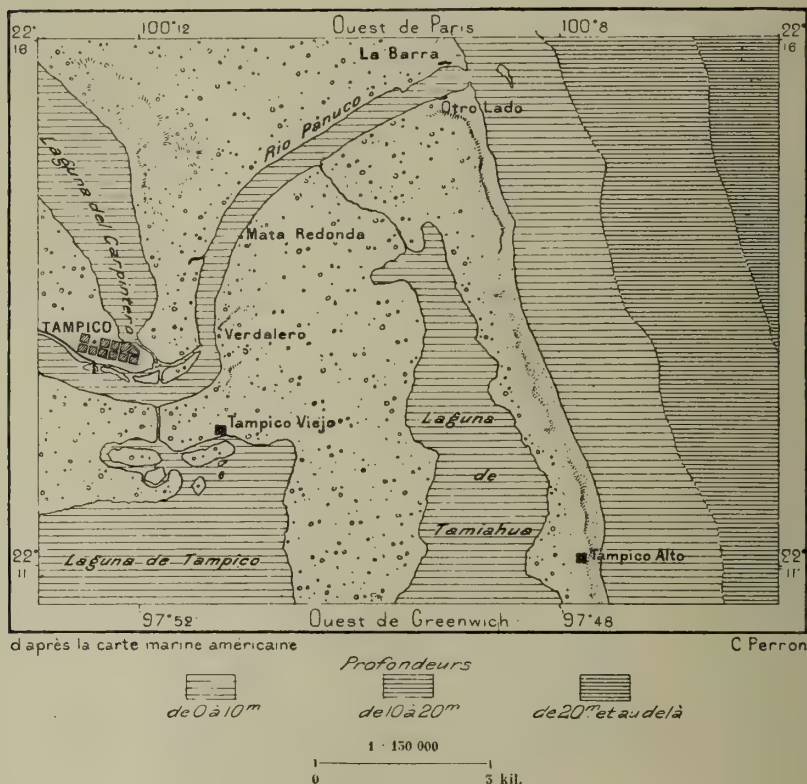 22° 100°12 Ouest de Paris 100°8 22°
16 16
La Barra
Otro Lado
Rio Pánuco
Laguna del Carpintero
Mata Redonda
TAMPICO
Verdalero
Tampico Viejo
Laguna
de
Tamiahua
Tampico Alto
22° 22°
11 11
Laguna de Tampico
97°52 Ouest de Greenwich 97°48
d'après la carte marine américaine C Perron
Profondeurs
de 0 à 10m de 10 à 20m de 20m et au delà
1 : 130 000
0 3 kil.